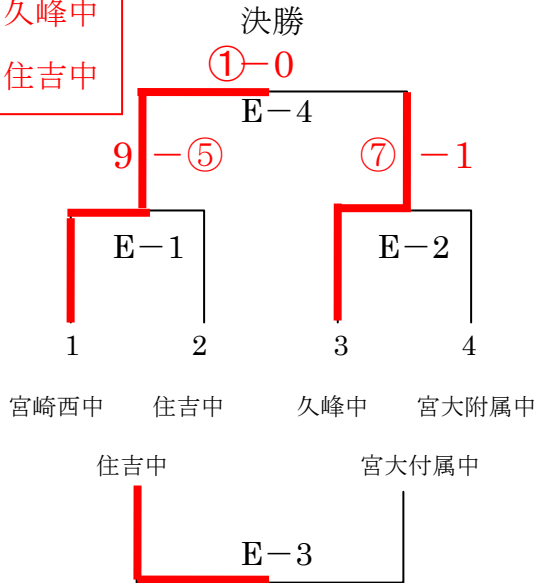 久峰中
住吉中
決勝
①-0
E-4
9 -⑤
⑦ -1
E-1
E-2
1 2 3 4
宮崎西中 住吉中 久峰中 宮大附属中
住吉中 宮大付属中
E-3